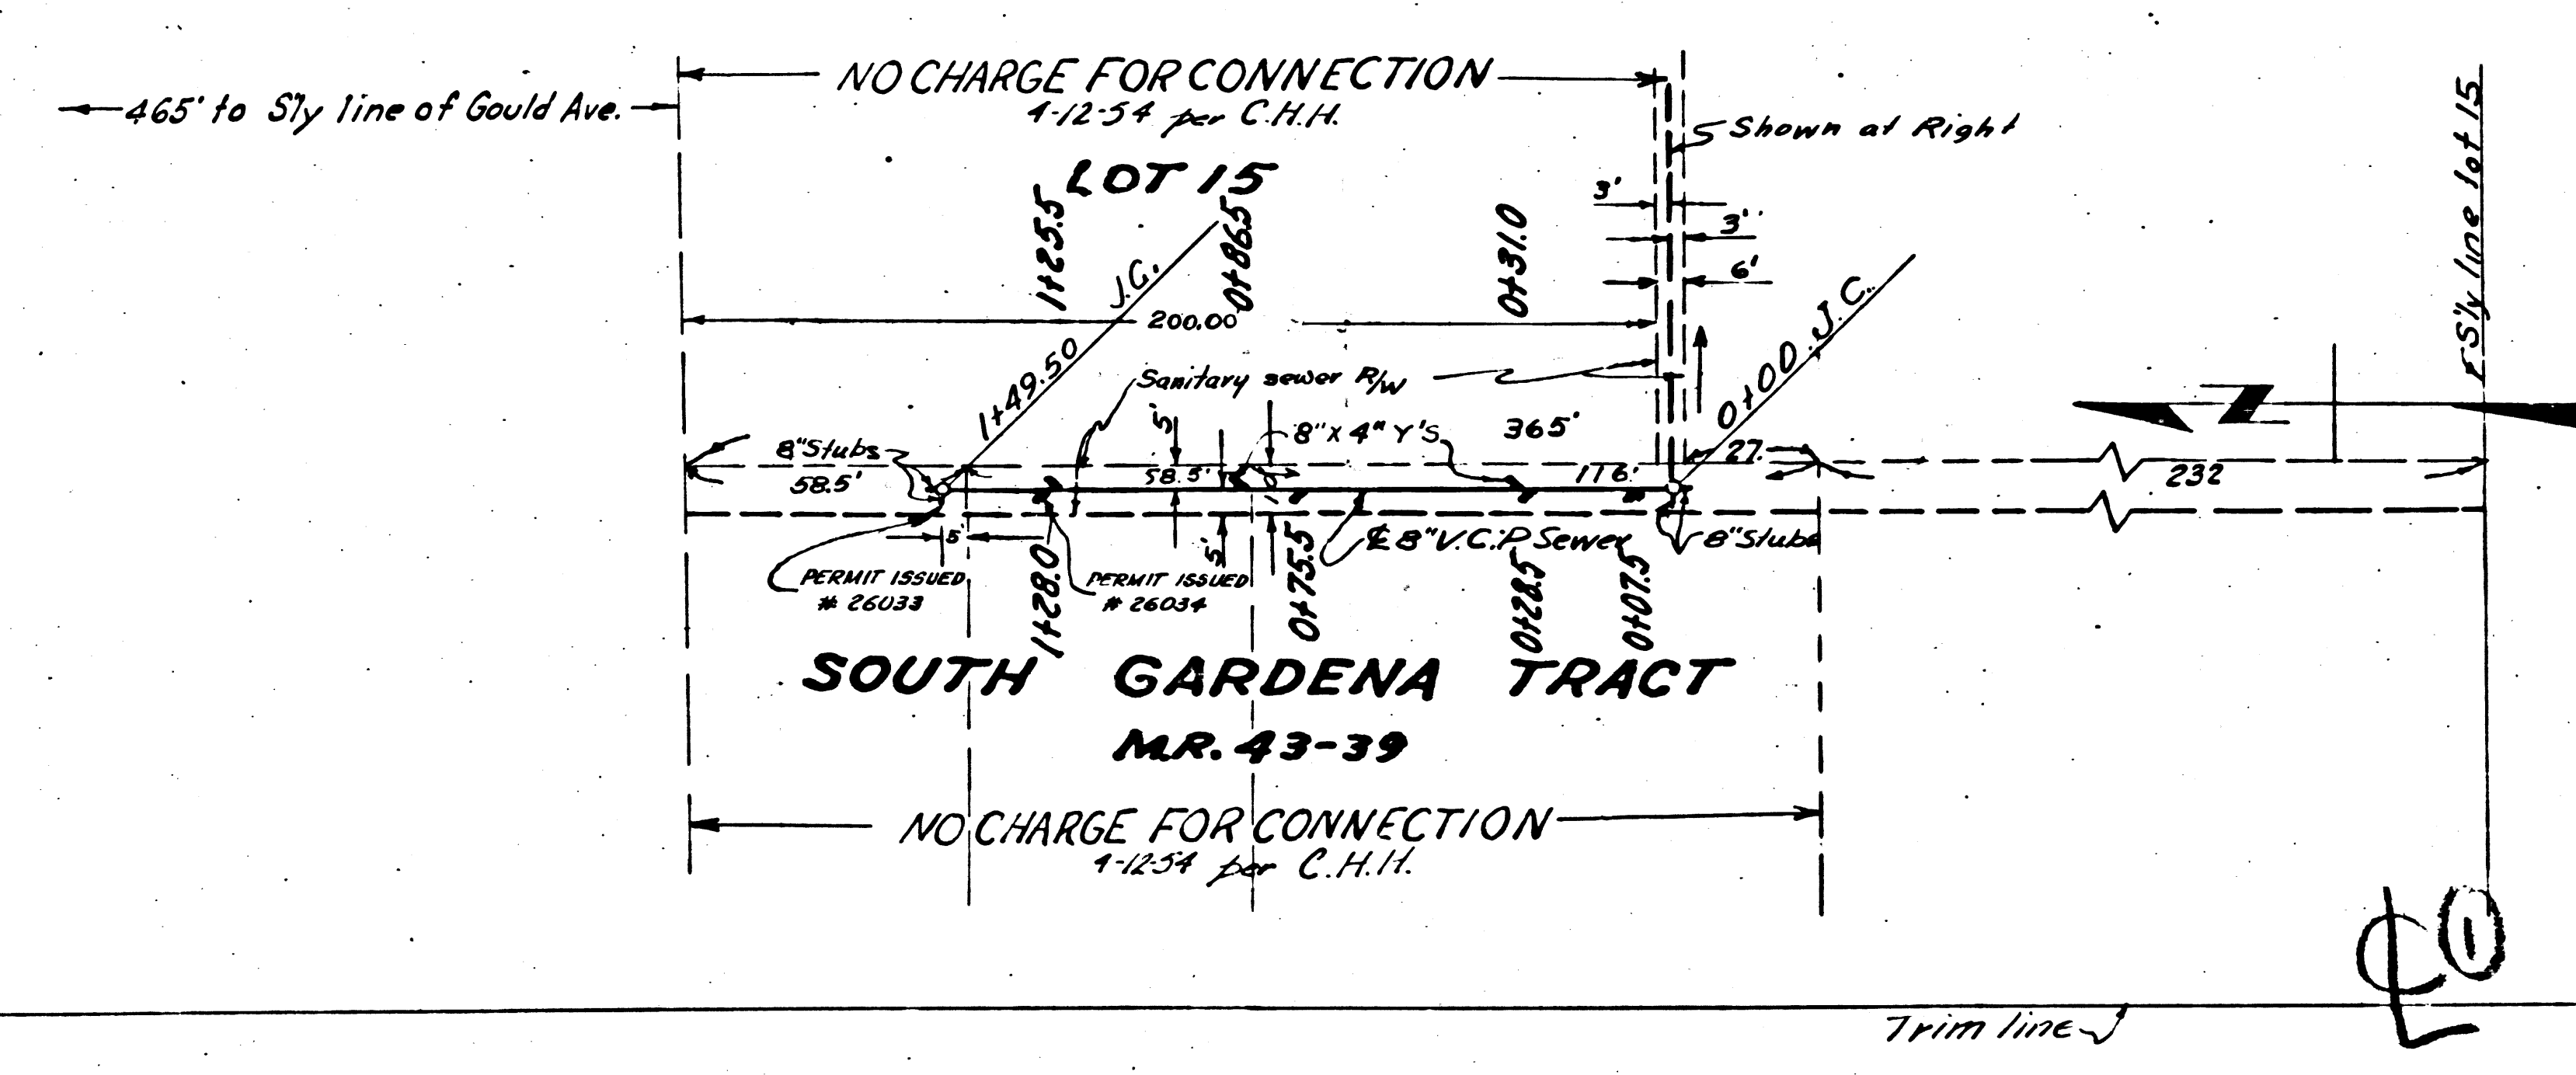 NO CHARGE FOR CONNECTION
4-12-54 per C.H.H.
465' to S'ly line of Gould Ave.
Shown at Right
LOT 15
S'ly line lot 15
1+25.5
0+86.5
0+31.0
3'
3'
6'
J.C.
200.00
1+49.50
0+00 J.C.
Sanitary sewer R/W
5'
8" x 4" Y'S
365'
8" Stubs
58.5'
58.5'
116'
27.
232
5'
5'
℄ 8" V.C.P. Sewer
8" Stubs
PERMIT ISSUED
# 26033
1+28.0
PERMIT ISSUED
# 26034
0+75.5
0+28.5
0+07.5
SOUTH GARDENA TRACT
M.R. 43-39
NO CHARGE FOR CONNECTION
4-12-54 per C.H.H.
℄ 1
Trim line